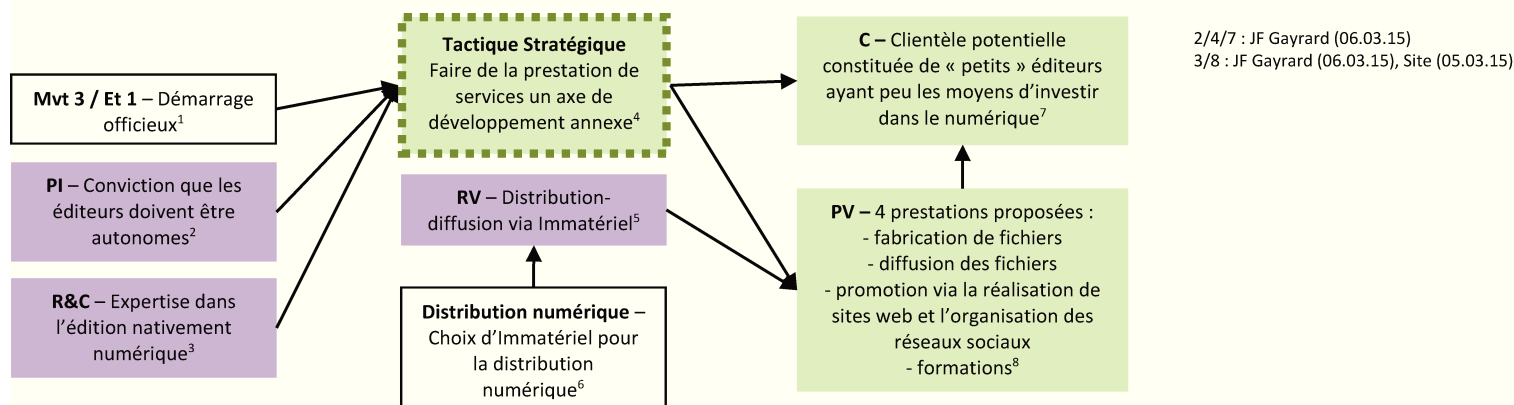 Mvt 3 / Et 1 – Démarrage
officieux1
PI – Conviction que les
éditeurs doivent être
autonomes2
R&C – Expertise dans
l’édition nativement
numérique3
Tactique Stratégique
Faire de la prestation de
services un axe de
développement annexe4
RV – Distribution-
diffusion via Immatériel5
Distribution numérique –
Choix d’Immatériel pour
la distribution
numérique6
C – Clientèle potentielle
constituée de « petits » éditeurs
ayant peu les moyens d’investir
dans le numérique7
PV – 4 prestations proposées :
- fabrication de fichiers
- diffusion des fichiers
- promotion via la réalisation de
sites web et l’organisation des
réseaux sociaux
- formations8
2/4/7 : JF Gayrard (06.03.15)
3/8 : JF Gayrard (06.03.15), Site (05.03.15)